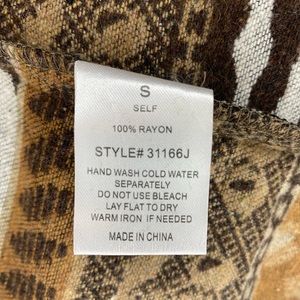 S
SELF
100% RAYON
STYLE# 31166J
HAND WASH COLD WATER
SEPARATELY
DO NOT USE BLEACH
LAY FLAT TO DRY
WARM IRON IF NEEDED
MADE IN CHINA